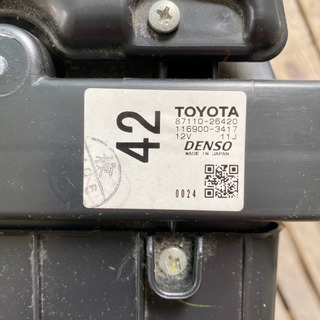 42
TOYOTA
87110-26420
116900-3417
12V 11J
DENSO
MADE IN JAPAN
0024